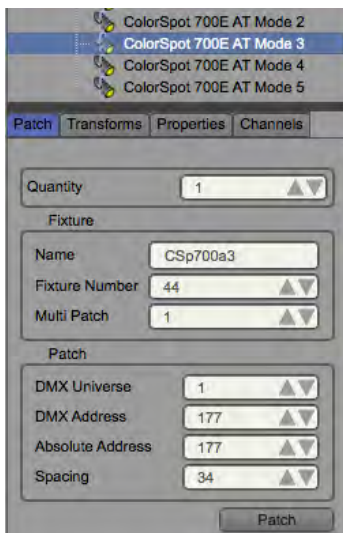 ColorSpot 700E AT Mode 2
ColorSpot 700E AT Mode 3
ColorSpot 700E AT Mode 4
ColorSpot 700E AT Mode 5
Patch Transforms Properties Channels
Quantity 1
Fixture
Name CSp700a3
Fixture Number 44
Multi Patch 1
Patch
DMX Universe 1
DMX Address 177
Absolute Address 177
Spacing 34
Patch